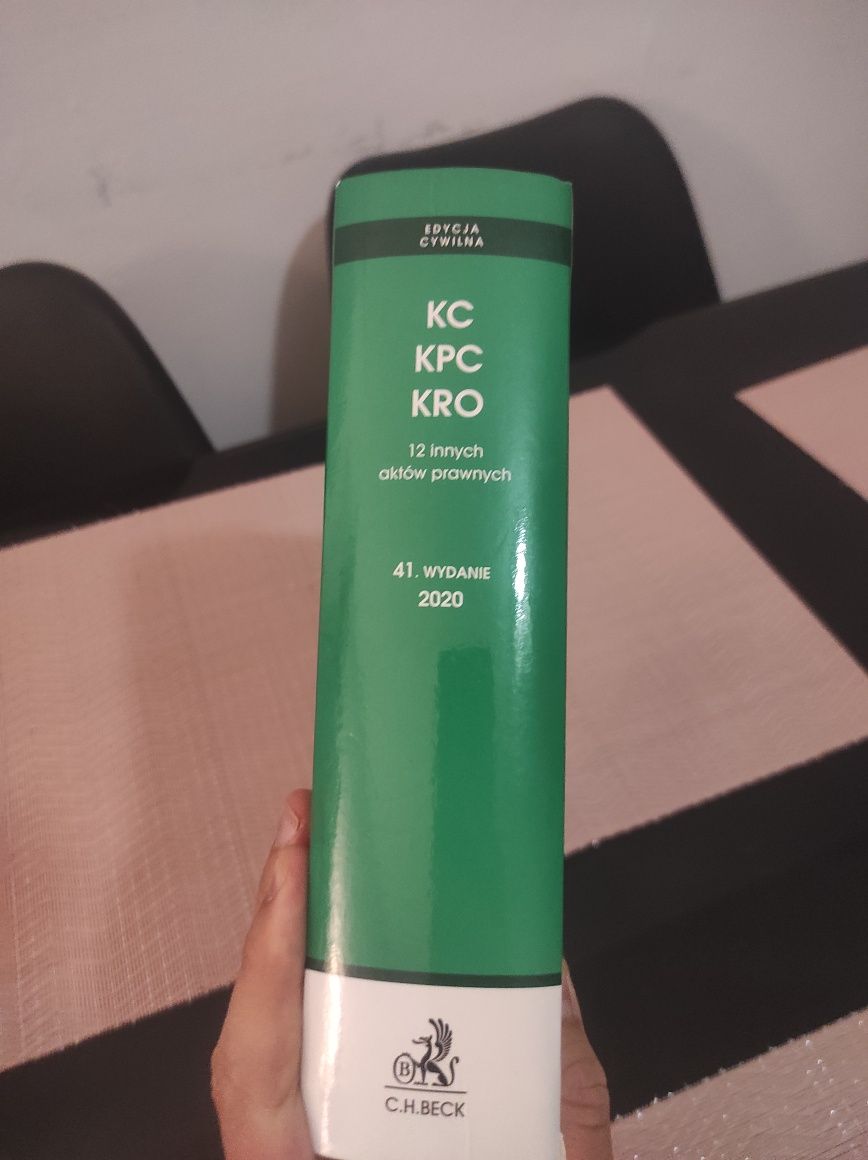 EDYCJA
CYWILNA
KC
KPC
KRO
12 innych
aktów prawnych
41. WYDANIE
2020
B
C.H.BECK